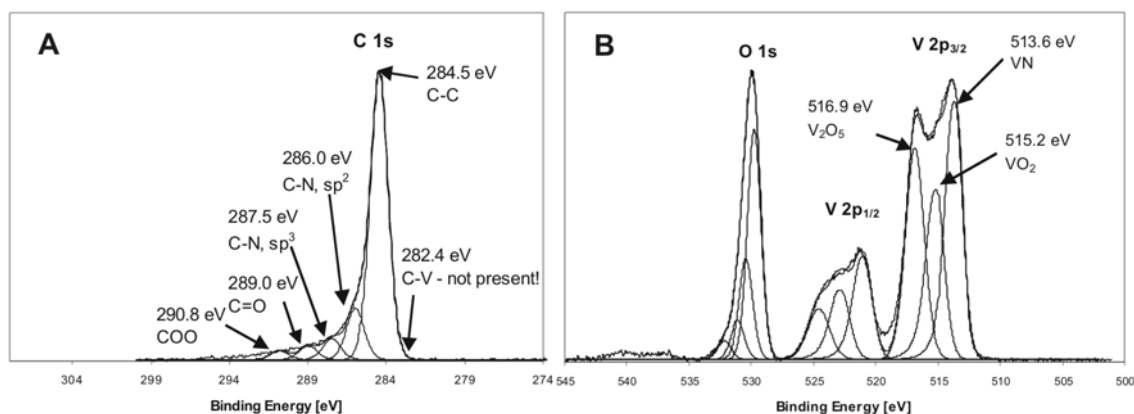 A
C 1s
284.5 eV
C-C
286.0 eV
C-N, sp²
287.5 eV
C-N, sp³
289.0 eV
C=O
290.8 eV
COO
282.4 eV
C-V - not present!
304 299 294 289 284 279 274
Binding Energy [eV]
B
O 1s
V 2p₃/₂
513.6 eV
VN
516.9 eV
V₂O₅
515.2 eV
VO₂
V 2p₁/₂
545 540 535 530 525 520 515 510 505 500
Binding Energy [eV]